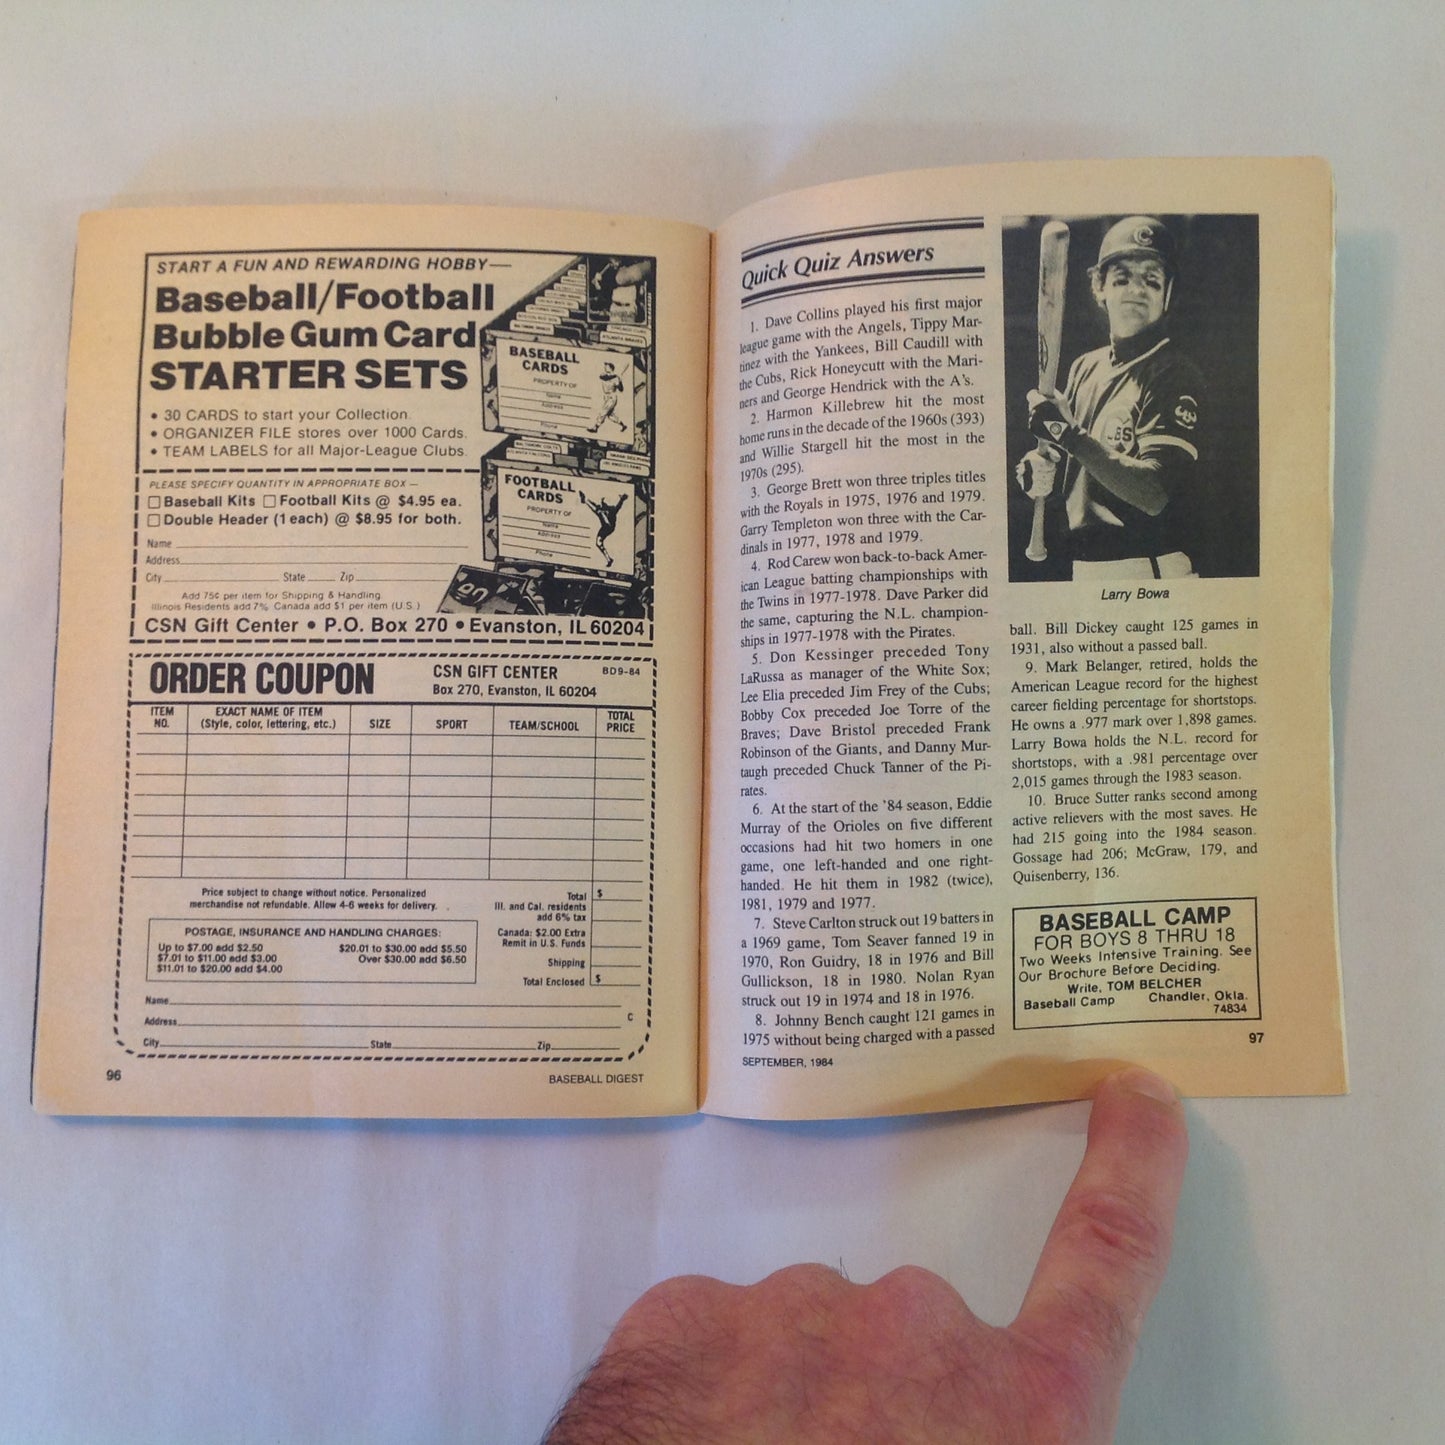 START A FUN AND REWARDING HOBBY—
Baseball/Football
Bubble Gum Card
STARTER SETS
• 30 CARDS to start your Collection.
• ORGANIZER FILE stores over 1000 Cards.
• TEAM LABELS for all Major-League Clubs.
BASEBALL
CARDS
PROPERTY OF
Name
Address
Phone
FOOTBALL
CARDS
PROPERTY OF
Name
Address
Phone
PLEASE SPECIFY QUANTITY IN APPROPRIATE BOX —
☐ Baseball Kits ☐ Football Kits @ $4.95 ea.
☐ Double Header (1 each) @ $8.95 for both.
Name
Address
City State Zip
Add 75¢ per item for Shipping & Handling.
Illinois Residents add 7%. Canada add $1 per item (U.S.)
CSN Gift Center • P.O. Box 270 • Evanston, IL 60204
ORDER COUPON
CSN GIFT CENTER
Box 270, Evanston, IL 60204
BD9-84
ITEM NO.
EXACT NAME OF ITEM
(Style, color, lettering, etc.)
SIZE
SPORT
TEAM/SCHOOL
TOTAL PRICE
Price subject to change without notice. Personalized
merchandise not refundable. Allow 4-6 weeks for delivery.
POSTAGE, INSURANCE AND HANDLING CHARGES:
Up to $7.00 add $2.50
$7.01 to $11.00 add $3.00
$11.01 to $20.00 add $4.00
$20.01 to $30.00 add $5.50
Over $30.00 add $6.50
Total $
Ill. and Cal. residents
add 6% tax
Canada: $2.00 Extra
Remit in U.S. Funds
Shipping
Total Enclosed $
Name
Address C
City State Zip
96
BASEBALL DIGEST
Quick Quiz Answers
1. Dave Collins played his first major
league game with the Angels, Tippy Mar-
tinez with the Yankees, Bill Caudill with
the Cubs, Rick Honeycutt with the Mari-
ners and George Hendrick with the A's.
2. Harmon Killebrew hit the most
home runs in the decade of the 1960s (393)
and Willie Stargell hit the most in the
1970s (295).
3. George Brett won three triples titles
with the Royals in 1975, 1976 and 1979.
Garry Templeton won three with the Car-
dinals in 1977, 1978 and 1979.
4. Rod Carew won back-to-back Amer-
ican League batting championships with
the Twins in 1977-1978. Dave Parker did
the same, capturing the N.L. champion-
ships in 1977-1978 with the Pirates.
5. Don Kessinger preceded Tony
LaRussa as manager of the White Sox;
Lee Elia preceded Jim Frey of the Cubs;
Bobby Cox preceded Joe Torre of the
Braves; Dave Bristol preceded Frank
Robinson of the Giants, and Danny Mur-
taugh preceded Chuck Tanner of the Pi-
rates.
6. At the start of the '84 season, Eddie
Murray of the Orioles on five different
occasions had hit two homers in one
game, one left-handed and one right-
handed. He hit them in 1982 (twice),
1981, 1979 and 1977.
7. Steve Carlton struck out 19 batters in
a 1969 game, Tom Seaver fanned 19 in
1970, Ron Guidry, 18 in 1976 and Bill
Gullickson, 18 in 1980. Nolan Ryan
struck out 19 in 1974 and 18 in 1976.
8. Johnny Bench caught 121 games in
1975 without being charged with a passed
SEPTEMBER, 1984
C
Larry Bowa
ball. Bill Dickey caught 125 games in
1931, also without a passed ball.
9. Mark Belanger, retired, holds the
American League record for the highest
career fielding percentage for shortstops.
He owns a .977 mark over 1,898 games.
Larry Bowa holds the N.L. record for
shortstops, with a .981 percentage over
2,015 games through the 1983 season.
10. Bruce Sutter ranks second among
active relievers with the most saves. He
had 215 going into the 1984 season.
Gossage had 206; McGraw, 179, and
Quisenberry, 136.
BASEBALL CAMP
FOR BOYS 8 THRU 18
Two Weeks Intensive Training. See
Our Brochure Before Deciding.
Write, TOM BELCHER
Baseball Camp Chandler, Okla.
74834
97